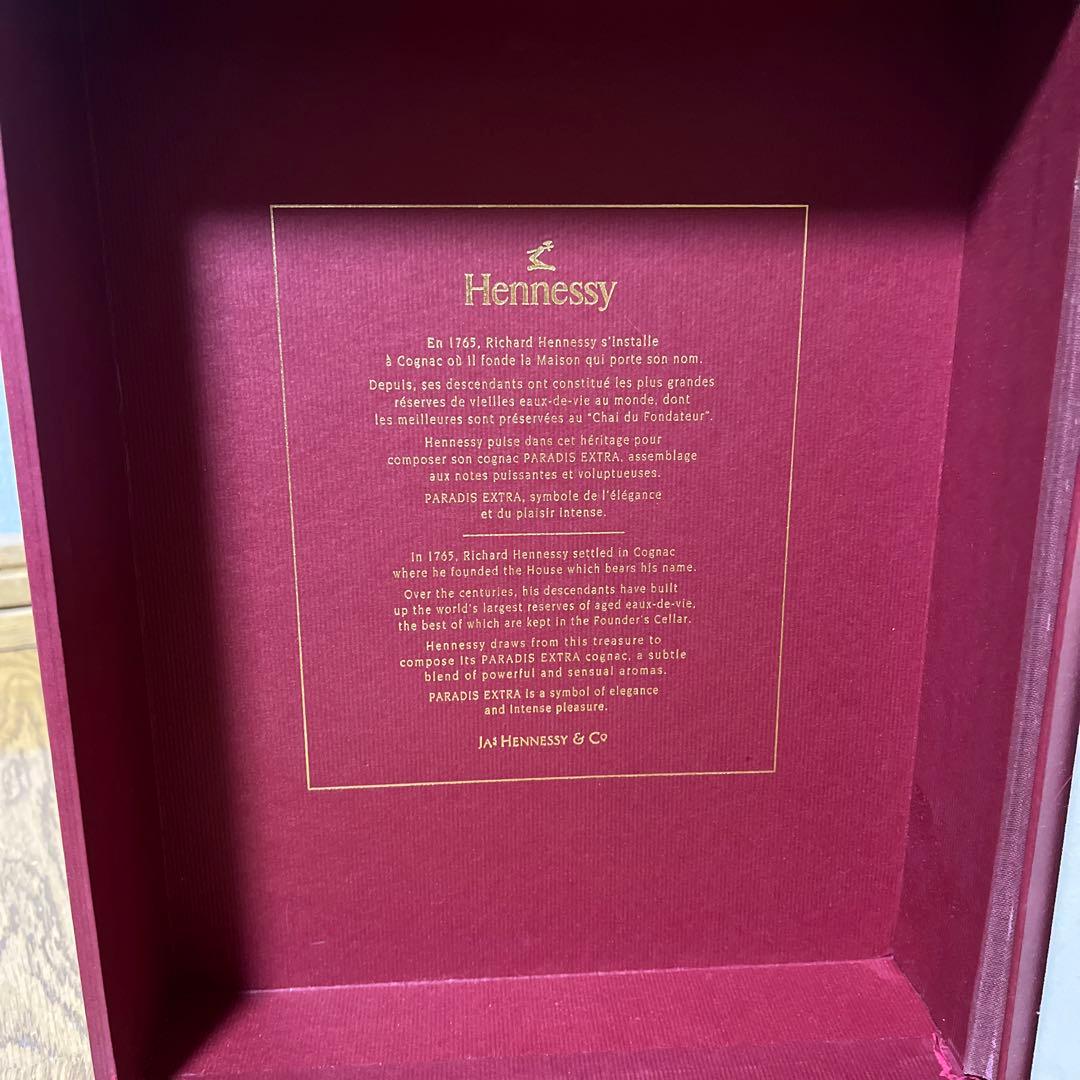 Hennessy
En 1765, Richard Hennessy s'installe
à Cognac où il fonde la Maison qui porte son nom.
Depuis, ses descendants ont constitué les plus grandes
réserves de vieilles eaux-de-vie au monde, dont
les meilleures sont préservées au "Chai du Fondateur".
Hennessy puise dans cet héritage pour
composer son cognac PARADIS EXTRA, assemblage
aux notes puissantes et voluptueuses.
PARADIS EXTRA, symbole de l'élégance
et du plaisir intense.
In 1765, Richard Hennessy settled in Cognac
where he founded the House which bears his name.
Over the centuries, his descendants have built
up the world's largest reserves of aged eaux-de-vie,
the best of which are kept in the Founder's Cellar.
Hennessy draws from this treasure to
compose its PARADIS EXTRA cognac, a subtle
blend of powerful and sensual aromas.
PARADIS EXTRA is a symbol of elegance
and intense pleasure.
JAS HENNESSY & CO